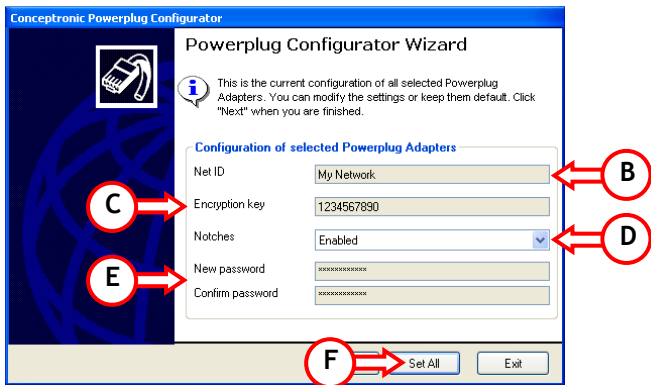 Conceptronic Powerplug Configurator
Powerplug Configurator Wizard
This is the current configuration of all selected Powerplug
Adapters. You can modify the settings or keep them default. Click
"Next" when you are finished.
Configuration of selected Powerplug Adapters
Net ID
My Network
B
C
Encryption key
1234567890
Notches
Enabled
D
E
New password
xxxxxxxxxxxx
Confirm password
xxxxxxxxxxxx
F
Set All
Exit